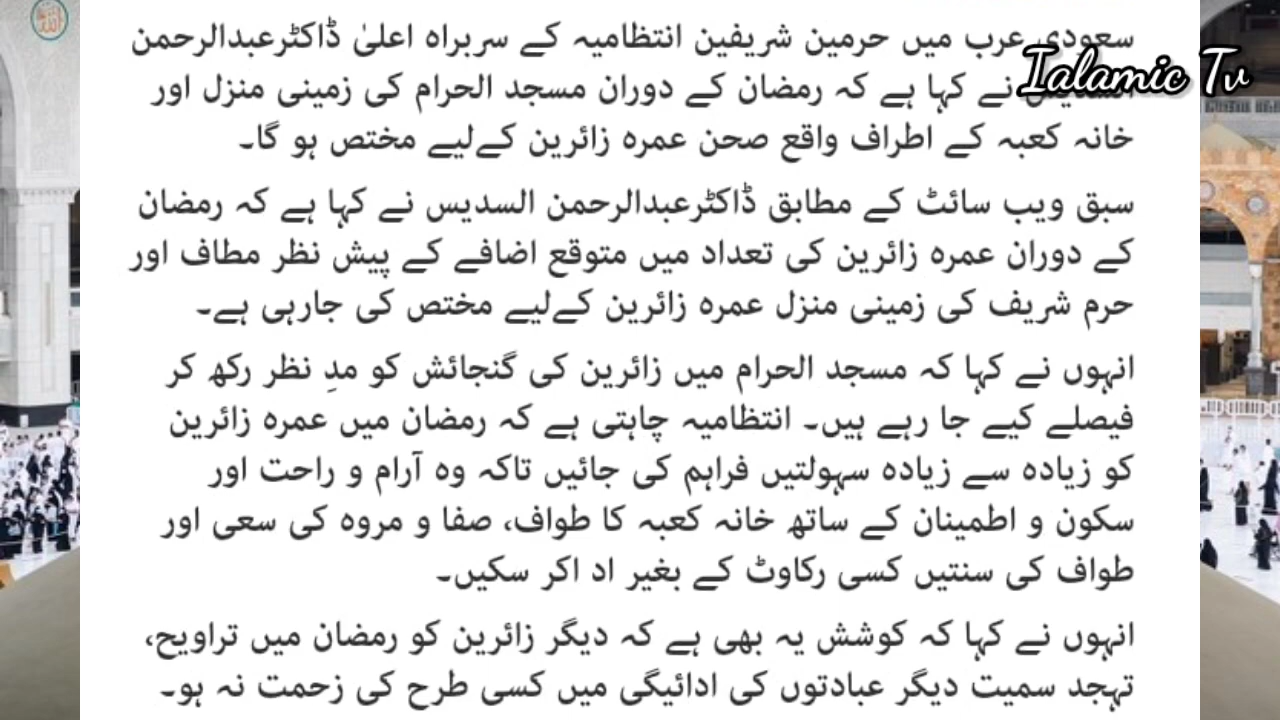 سعودی عرب میں حرمین شریفین انتظامیہ کے سربراہ اعلیٰ ڈاکٹرعبدالرحمن
نے کہا ہے کہ رمضان کے دوران مسجد الحرام کی زمینی منزل اور
خانہ کعبہ کے اطراف واقع صحن عمرہ زائرین کےلیے مختص ہو گا۔
سبق ویب سائٹ کے مطابق ڈاکٹرعبدالرحمن السدیس نے کہا ہے کہ رمضان
کے دوران عمرہ زائرین کی تعداد میں متوقع اضافے کے پیش نظر مطاف اور
حرم شریف کی زمینی منزل عمرہ زائرین کےلیے مختص کی جارہی ہے۔
انہوں نے کہا کہ مسجد الحرام میں زائرین کی گنجائش کو مدِ نظر رکھ کر
فیصلے کیے جا رہے ہیں۔ انتظامیہ چاہتی ہے کہ رمضان میں عمرہ زائرین
کو زیادہ سے زیادہ سہولتیں فراہم کی جائیں تاکہ وہ آرام و راحت اور
سکون و اطمینان کے ساتھ خانہ کعبہ کا طواف، صفا و مروہ کی سعی اور
طواف کی سنتیں کسی رکاوٹ کے بغیر اد اکر سکیں۔
انہوں نے کہا کہ کوشش یہ بھی ہے کہ دیگر زائرین کو رمضان میں تراویح،
تہجد سمیت دیگر عبادتوں کی ادائیگی میں کسی طرح کی زحمت نہ ہو۔
Ialamic Tv
الله